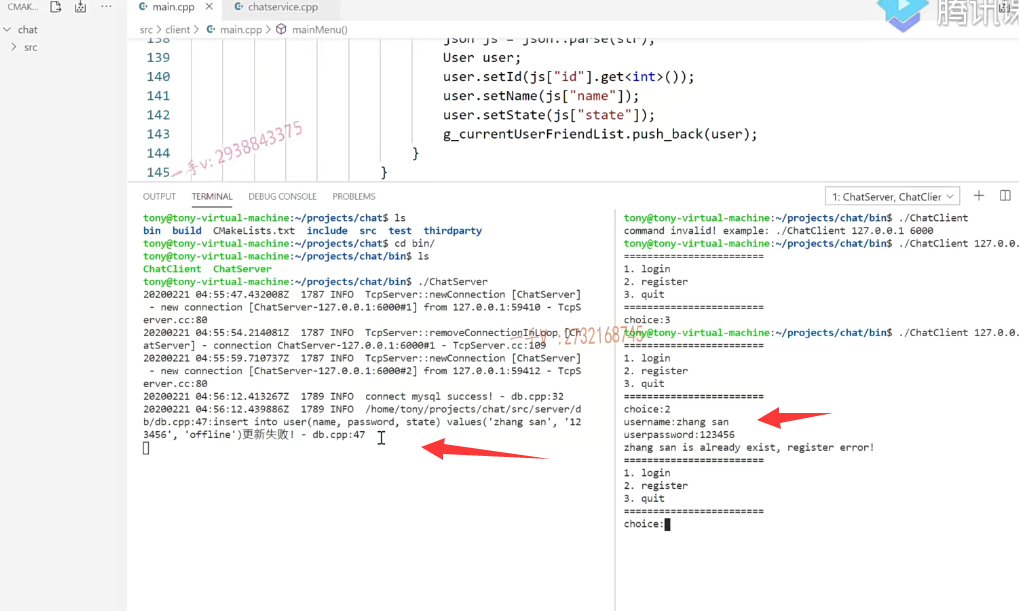 CMAK... ···
main.cpp × chatservice.cpp
chat
src
src > client > main.cpp > mainMenu()
腾讯课
138 json js = json::parse(str);
139 User user;
140 user.setId(js["id"].get<int>());
141 user.setName(js["name"]);
142 user.setState(js["state"]);
143 g_currentUserFriendList.push_back(user);
144 }
145 }
一手v: 2938843375
OUTPUT TERMINAL DEBUG CONSOLE PROBLEMS
1: ChatServer, ChatClier
tony@tony-virtual-machine:~/projects/chat$ ls
bin build CMakeLists.txt include src test thirdparty
tony@tony-virtual-machine:~/projects/chat$ cd bin/
tony@tony-virtual-machine:~/projects/chat/bin$ ls
ChatClient ChatServer
tony@tony-virtual-machine:~/projects/chat/bin$ ./ChatServer
20200221 04:55:47.432008Z 1787 INFO TcpServer::newConnection [ChatServer]
- new connection [ChatServer-127.0.0.1:6000#1] from 127.0.0.1:59410 - TcpS
erver.cc:80
20200221 04:55:54.214081Z 1787 INFO TcpServer::removeConnectionInLoop [Ch
atServer] - connection ChatServer-127.0.0.1:6000#1 - TcpServer.cc:109
20200221 04:55:59.710737Z 1787 INFO TcpServer::newConnection [ChatServer]
- new connection [ChatServer-127.0.0.1:6000#2] from 127.0.0.1:59412 - TcpS
erver.cc:80
20200221 04:56:12.413267Z 1789 INFO connect mysql success! - db.cpp:32
20200221 04:56:12.439886Z 1789 INFO /home/tony/projects/chat/src/server/d
b/db.cpp:47:insert into user(name, password, state) values('zhang san', '12
3456', 'offline')更新失败! - db.cpp:47
一手v :2732168745
tony@tony-virtual-machine:~/projects/chat/bin$ ./ChatClient
command invalid! example: ./ChatClient 127.0.0.1 6000
tony@tony-virtual-machine:~/projects/chat/bin$ ./ChatClient 127.0.0.
========================
1. login
2. register
3. quit
========================
choice:3
tony@tony-virtual-machine:~/projects/chat/bin$ ./ChatClient 127.0.0.
========================
1. login
2. register
3. quit
========================
choice:2
username:zhang san
userpassword:123456
zhang san is already exist, register error!
========================
1. login
2. register
3. quit
========================
choice: